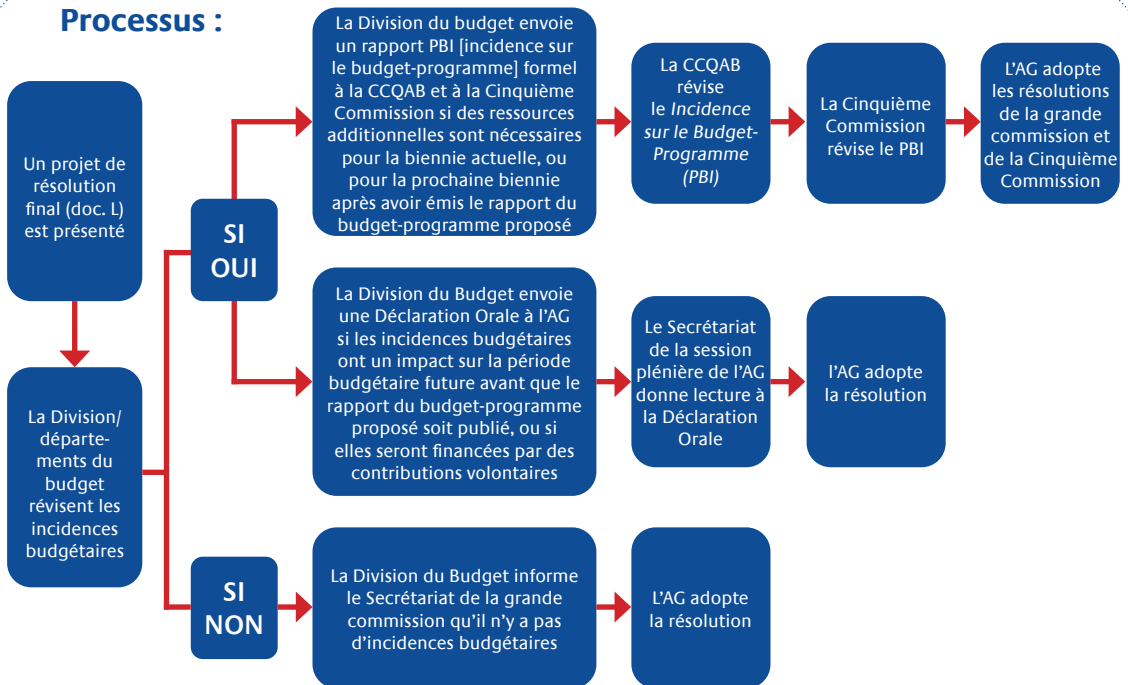 Processus :
Un projet de
résolution
final (doc. L)
est présenté
La Division/
départe-
ments du
budget
révisent les
incidences
budgétaires
SI
OUI
La Division du budget envoie
un rapport PBI [incidence sur
le budget-programme] formel
à la CCQAB et à la Cinquième
Commission si des ressources
additionnelles sont nécessaires
pour la biennie actuelle, ou
pour la prochaine biennie
après avoir émis le rapport du
budget-programme proposé
La CCQAB
révise
le Incidence
sur le Budget-
Programme
(PBI)
La Cinquième
Commission
révise le PBI
L’AG adopte
les résolutions
de la grande
commission et
de la Cinquième
Commission
La Division du Budget envoie
une Déclaration Orale à l’AG
si les incidences budgétaires
ont un impact sur la période
budgétaire future avant que le
rapport du budget-programme
proposé soit publié, ou si
elles seront financées par des
contributions volontaires
Le Secrétariat
de la session
plénière de l’AG
donne lecture à
la Déclaration
Orale
l’AG adopte
la résolution
SI
NON
La Division du Budget informe
le Secrétariat de la grande
commission qu’il n’y a pas
d’incidences budgétaires
L’AG adopte
la résolution